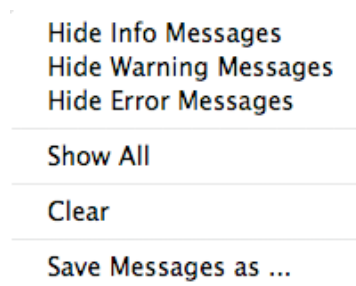 Hide Info Messages
Hide Warning Messages
Hide Error Messages
Show All
Clear
Save Messages as ...